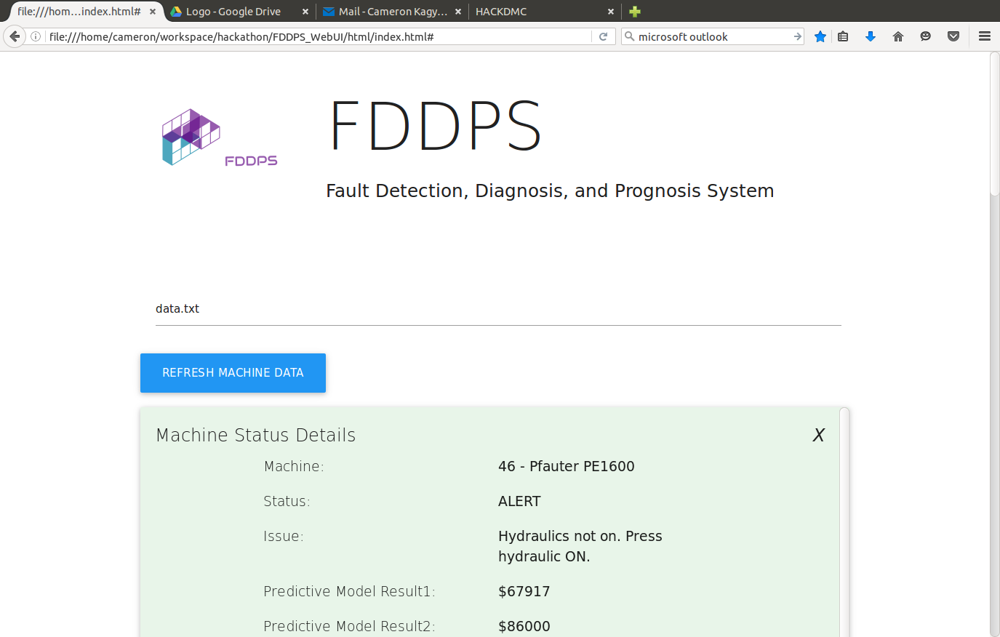 file:///hom...index.html#
Logo - Google Drive
Mail - Cameron Kagy...
HACKDMC
file:///home/cameron/workspace/hackathon/FDDPS_WebUI/html/index.html#
microsoft outlook
FDDPS
FDDPS
Fault Detection, Diagnosis, and Prognosis System
data.txt
REFRESH MACHINE DATA
Machine Status Details X
Machine: 46 - Pfauter PE1600
Status: ALERT
Issue: Hydraulics not on. Press
hydraulic ON.
Predictive Model Result1: $67917
Predictive Model Result2: $86000